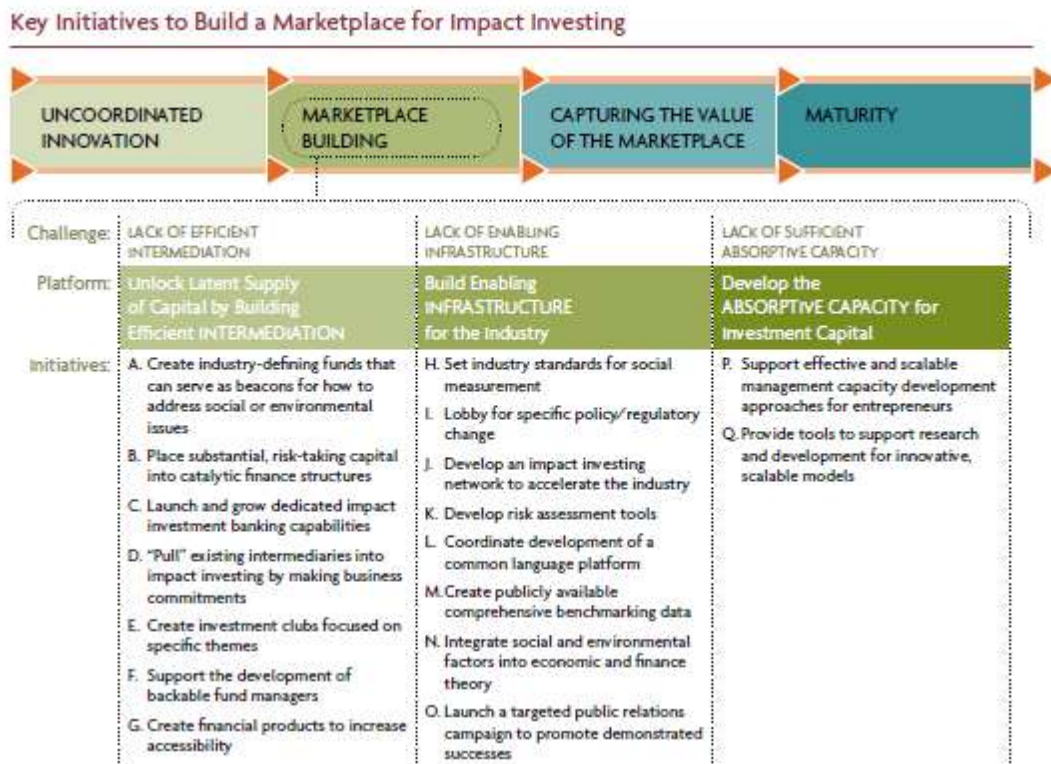 Key Initiatives to Build a Marketplace for Impact Investing
UNCOORDINATED
INNOVATION
MARKETPLACE
BUILDING
CAPTURING THE VALUE
OF THE MARKETPLACE
MATURITY
Challenge:
LACK OF EFFICIENT
INTERMEDIATION
LACK OF ENABLING
INFRASTRUCTURE
LACK OF SUFFICIENT
ABSORPTIVE CAPACITY
Platform:
Unlock Latent Supply
of Capital by Building
Efficient INTERMEDIATION
Build Enabling
INFRASTRUCTURE
for the Industry
Develop the
ABSORPTIVE CAPACITY for
Investment Capital
Initiatives:
A. Create industry-defining funds that
can serve as beacons for how to
address social or environmental
issues
B. Place substantial, risk-taking capital
into catalytic finance structures
C. Launch and grow dedicated impact
investment banking capabilities
D. "Pull" existing intermediaries into
impact investing by making business
commitments
E. Create investment clubs focused on
specific themes
F. Support the development of
backable fund managers
G. Create financial products to increase
accessibility
H. Set industry standards for social
measurement
I. Lobby for specific policy/regulatory
change
J. Develop an impact investing
network to accelerate the industry
K. Develop risk assessment tools
L. Coordinate development of a
common language platform
M. Create publicly available
comprehensive benchmarking data
N. Integrate social and environmental
factors into economic and finance
theory
O. Launch a targeted public relations
campaign to promote demonstrated
successes
P. Support effective and scalable
management capacity development
approaches for entrepreneurs
Q. Provide tools to support research
and development for innovative,
scalable models